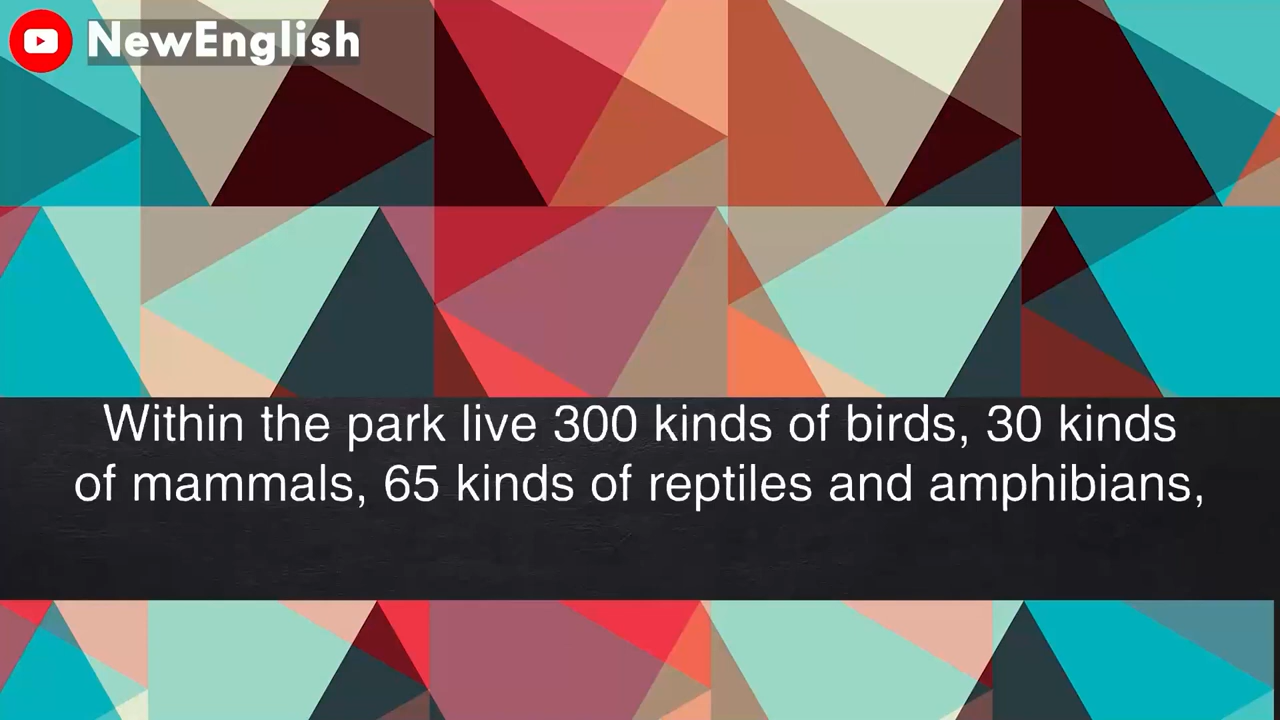 NewEnglish
Within the park live 300 kinds of birds, 30 kinds
of mammals, 65 kinds of reptiles and amphibians,